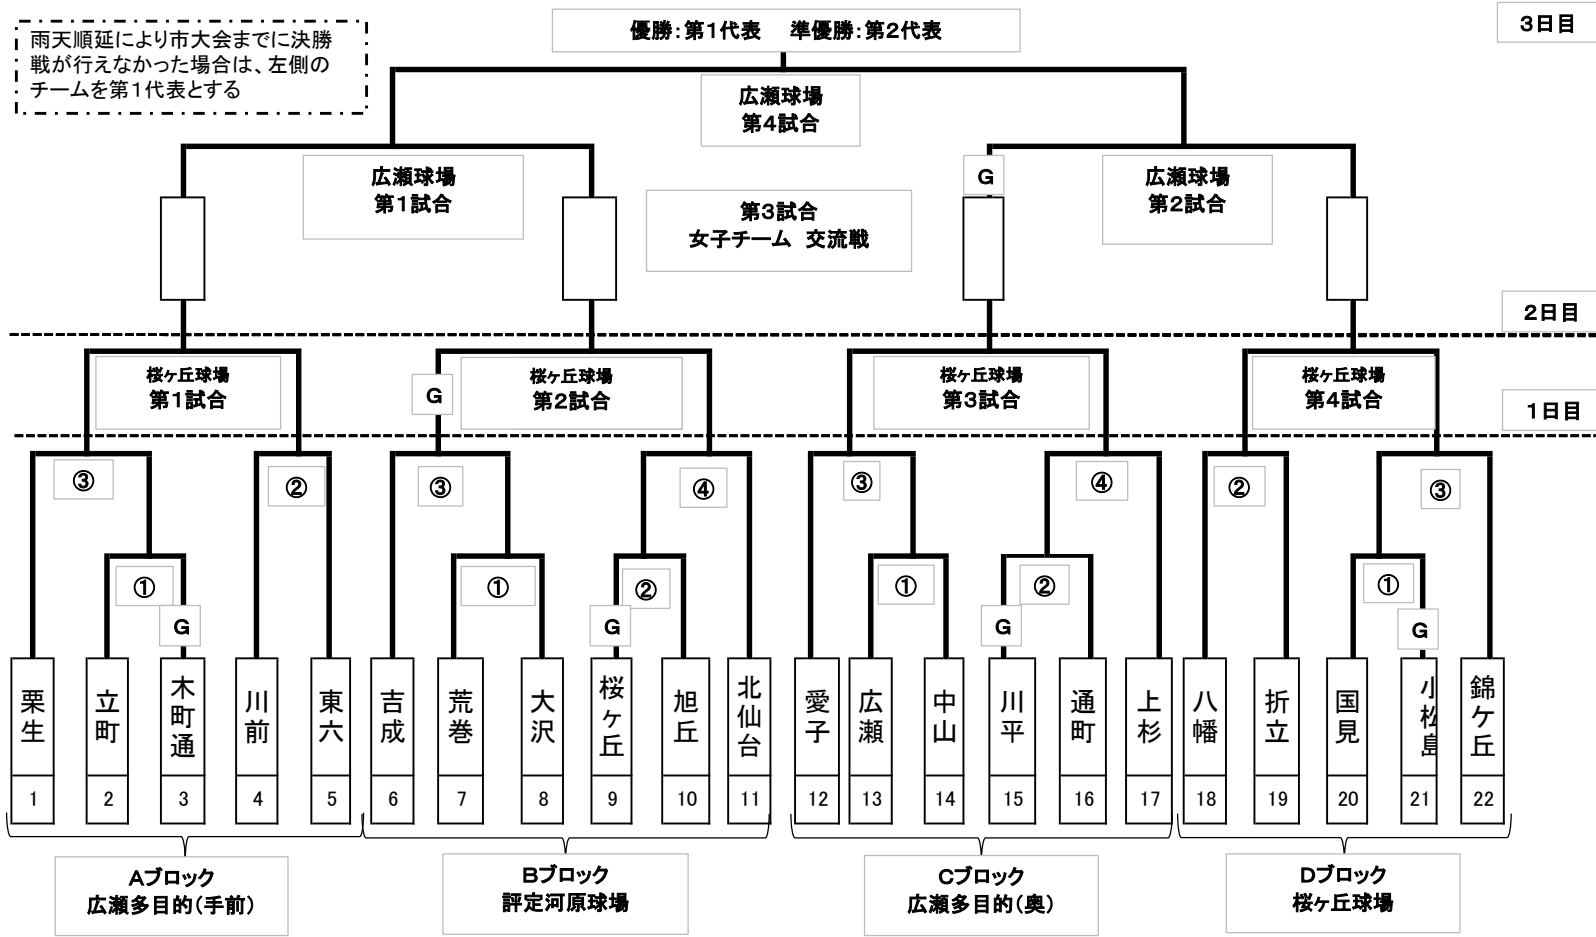 優勝：第1代表　準優勝：第2代表
3日目
雨天順延により市大会までに決勝
戦が行えなかった場合は、左側の
チームを第1代表とする
広瀬球場
第4試合
広瀬球場
第1試合
第3試合
女子チーム　交流戦
G
広瀬球場
第2試合
2日目
桜ヶ丘球場
第1試合
G
桜ヶ丘球場
第2試合
桜ヶ丘球場
第3試合
桜ヶ丘球場
第4試合
1日目
③
②
③
④
③
④
②
③
①
①
②
①
②
①
G
G
G
G
栗生
立町
木町通
川前
東六
吉成
荒巻
大沢
桜ヶ丘
旭丘
北仙台
愛子
広瀬
中山
川平
通町
上杉
八幡
折立
国見
小松島
錦ケ丘
1
2
3
4
5
6
7
8
9
10
11
12
13
14
15
16
17
18
19
20
21
22
Aブロック
広瀬多目的（手前）
Bブロック
評定河原球場
Cブロック
広瀬多目的（奥）
Dブロック
桜ヶ丘球場